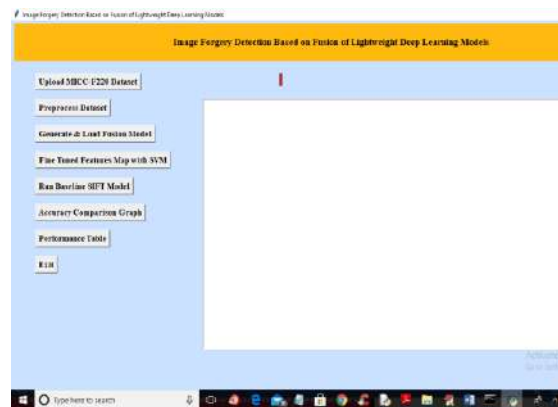 Image Forgery Detection Based on Fusion of Lightweight Deep Learning Models
Image Forgery Detection Based on Fusion of Lightweight Deep Learning Models
Upload MICC-F220 Dataset
Preprocess Dataset
Generate & Load Fusion Model
Fine Tuned Features Map with SVM
Run Baseline SIFT Model
Accuracy Comparison Graph
Performance Table
Exit
Type here to search